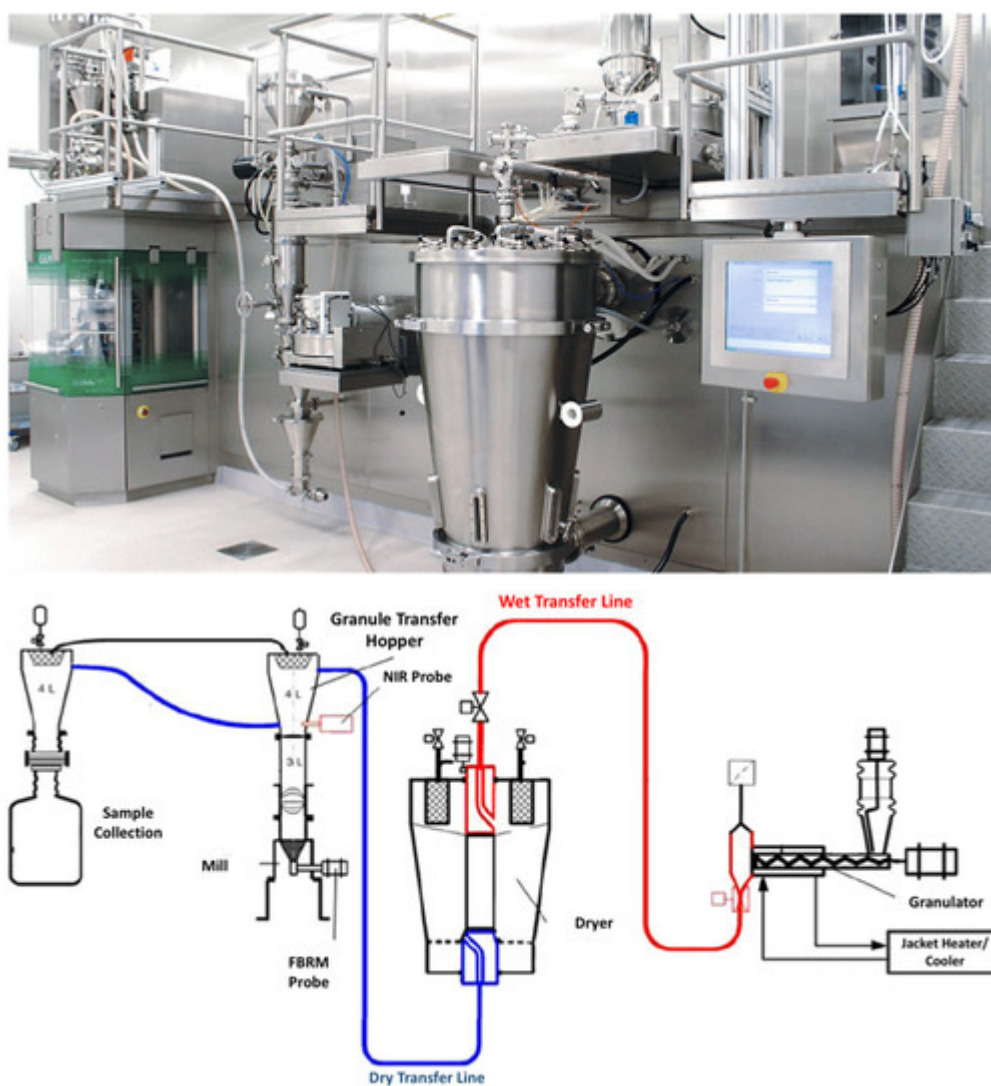 Wet Transfer Line
Granule Transfer
Hopper
NIR Probe
4 L
4 L
3 L
Sample
Collection
Mill
FBRM
Probe
Dryer
Granulator
Jacket Heater/
Cooler
Dry Transfer Line